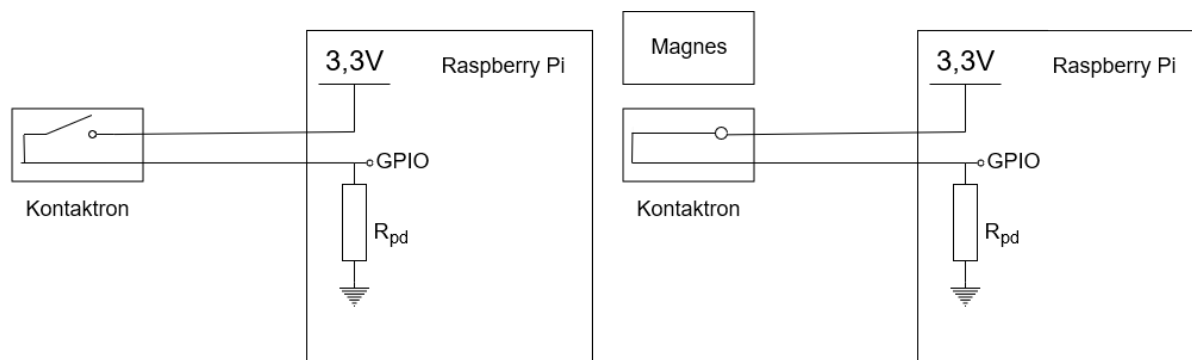 3,3V
Raspberry Pi
GPIO
Kontaktron
Rpd
Magnes
3,3V
Raspberry Pi
GPIO
Kontaktron
Rpd